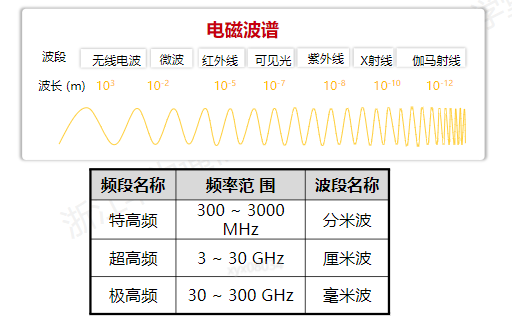 电磁波谱
波段 无线电波 微波 红外线 可见光 紫外线 X射线 伽马射线
波长 (m) 10³ 10⁻² 10⁻⁵ 10⁻⁷ 10⁻⁸ 10⁻¹⁰ 10⁻¹²
频段名称 频率范 围 波段名称
特高频 300 ~ 3000 MHz 分米波
超高频 3 ~ 30 GHz 厘米波
极高频 30 ~ 300 GHz 毫米波